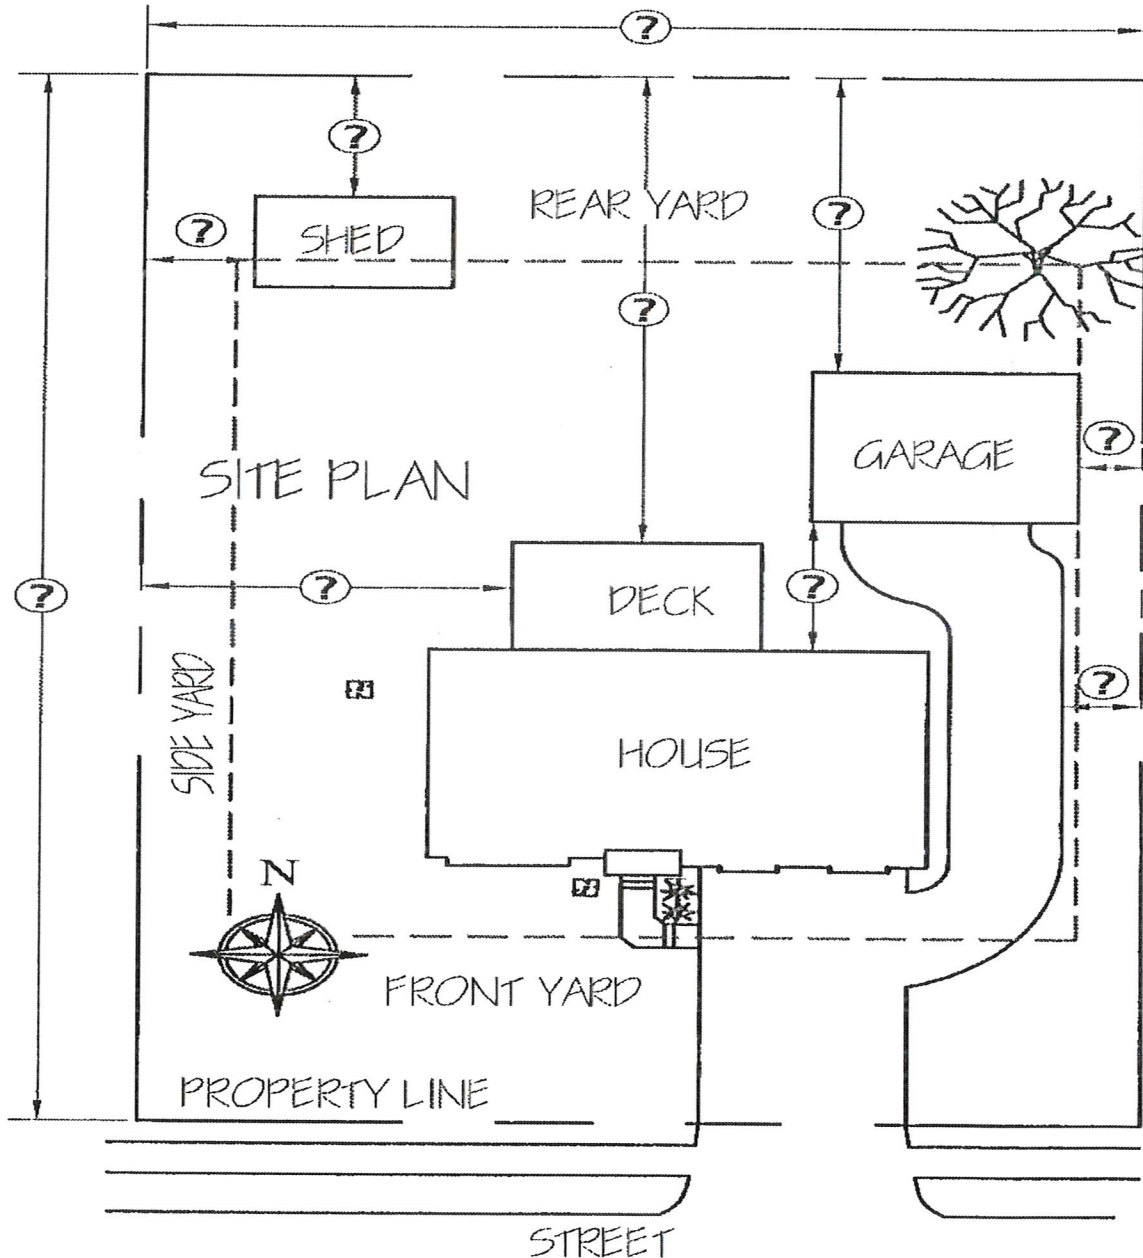 ?
?
?
REAR YARD
?
?
SHED
?
?
GARAGE
SITE PLAN
?
?
?
DECK
?
SIDE YARD
HOUSE
N
FRONT YARD
PROPERTY LINE
STREET